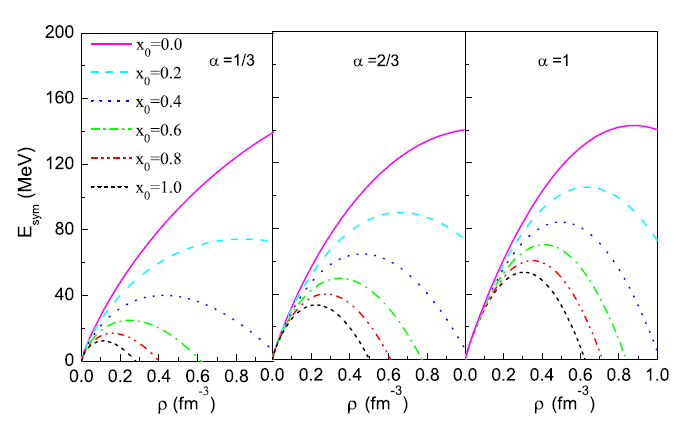 200
160
120
80
40
0
E_sym (MeV)
x_0=0.0
x_0=0.2
x_0=0.4
x_0=0.6
x_0=0.8
x_0=1.0
α =1/3
α =2/3
α =1
0.0 0.2 0.4 0.6 0.8 0.0 0.2 0.4 0.6 0.8 0.0 0.2 0.4 0.6 0.8 1.0
ρ (fm^-3) ρ (fm^-3) ρ (fm^-3)